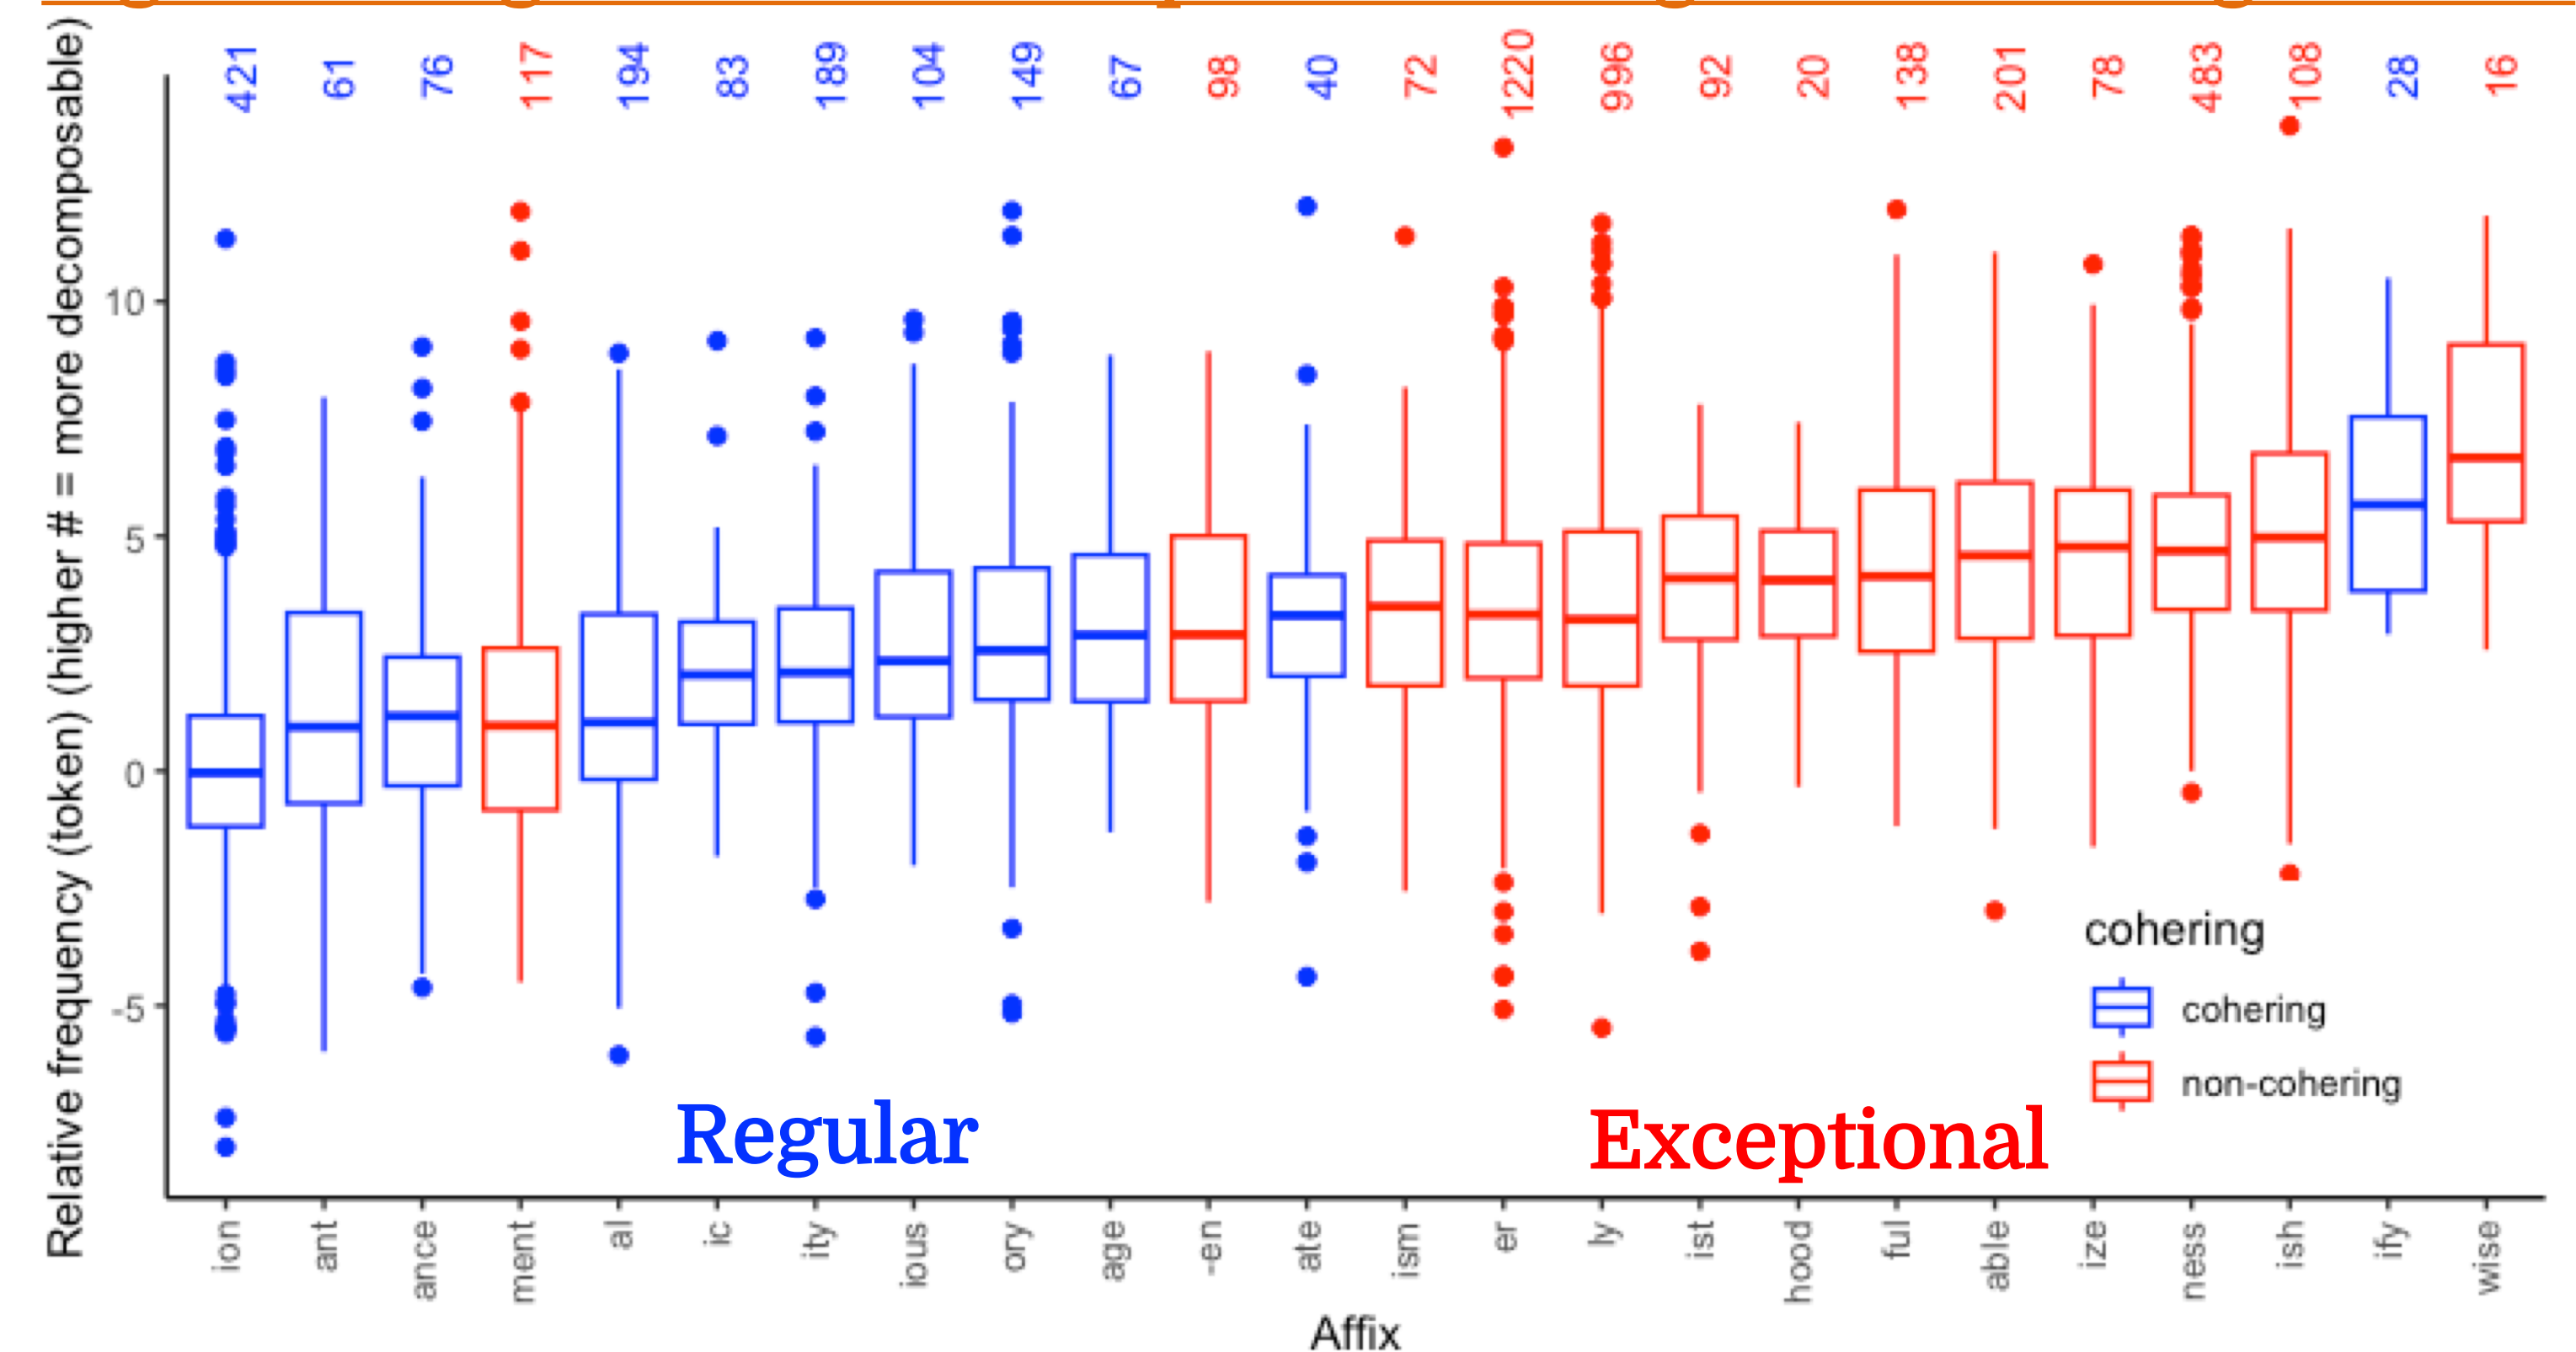 Relative frequency (token) (higher # = more decomposable)
421 61 76 117 194 83 189 104 149 67 98 40 72 1220 996 92 20 138 201 78 483 108 28 16
10
5
0
-5
cohering
cohering
non-cohering
Regular
Exceptional
ion ant ance ment al ic ity ious ory age -en ate ism er ly ist hood ful able ize ness ish ify wise
Affix